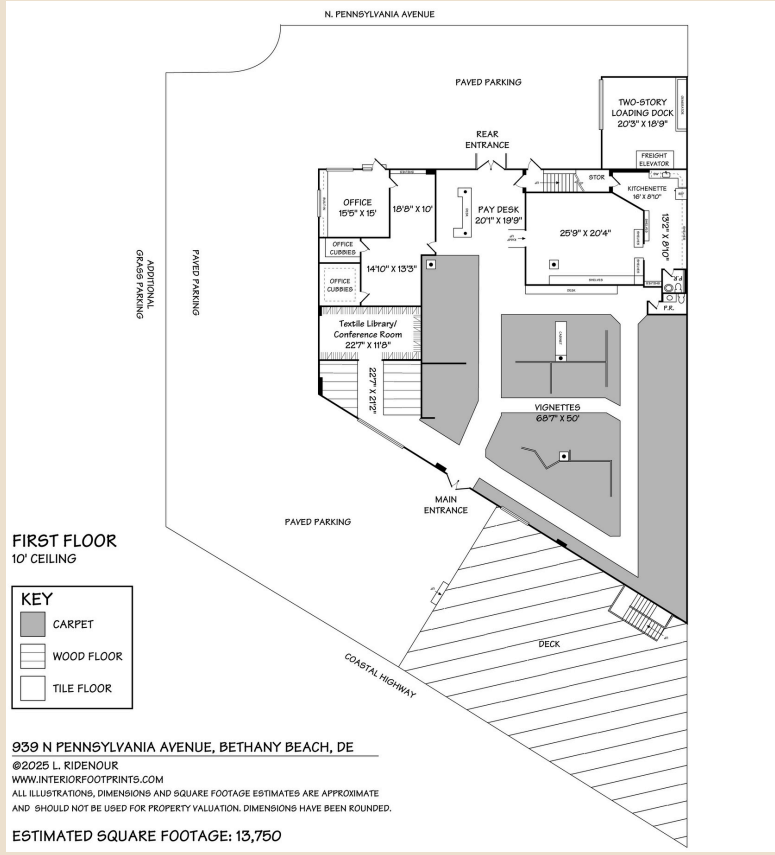 N. PENNSYLVANIA AVENUE
PAVED PARKING
TWO-STORY
LOADING DOCK
20'3" X 18'9"
FREIGHT
ELEVATOR
REAR
ENTRANCE
STOR
KITCHENETTE
16' X 8'10"
OFFICE
15'5" X 15'
18'8" X 10'
PAY DESK
20'1" X 19'9"
25'9" X 20'4"
13'2" X 8'10"
OFFICE
CUBBIES
14'10" X 13'3"
OFFICE
CUBBIES
P.R.
P.R.
ADDITIONAL
GRASS PARKING
PAVED PARKING
Textile Library/
Conference Room
22'7" X 11'8"
22'7" X 21'2"
CABINET
VIGNETTES
68'7" X 50'
MAIN
ENTRANCE
PAVED PARKING
DECK
COASTAL HIGHWAY
FIRST FLOOR
10' CEILING
KEY
CARPET
WOOD FLOOR
TILE FLOOR
939 N PENNSYLVANIA AVENUE, BETHANY BEACH, DE
©2025 L. RIDENOUR
WWW.INTERIORFOOTPRINTS.COM
ALL ILLUSTRATIONS, DIMENSIONS AND SQUARE FOOTAGE ESTIMATES ARE APPROXIMATE
AND SHOULD NOT BE USED FOR PROPERTY VALUATION. DIMENSIONS HAVE BEEN ROUNDED.
ESTIMATED SQUARE FOOTAGE: 13,750